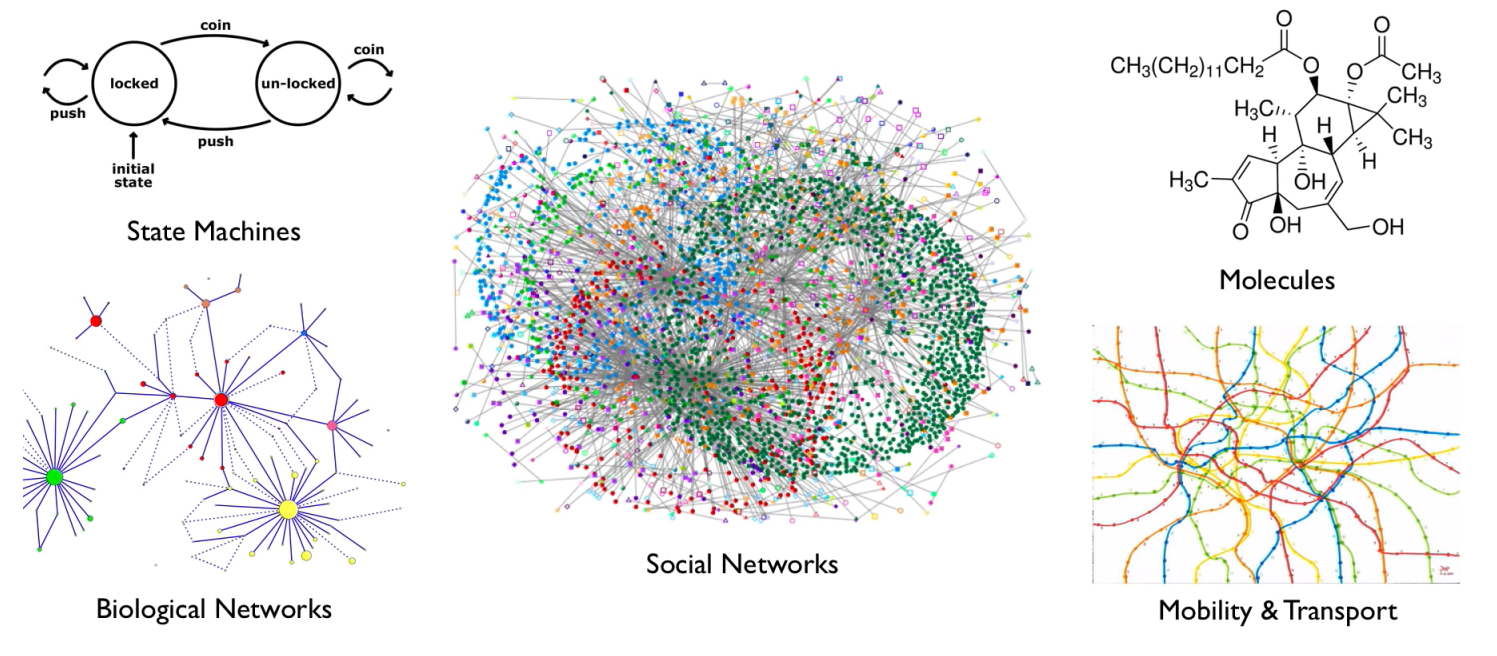 coin
coin
locked
un-locked
push
push
initial
state
State Machines
Biological Networks
Social Networks
O
O
CH3(CH2)11CH2
O
O
CH3
H3C
CH3
H
H
CH3
H
H3C
OH
O
OH
OH
Molecules
Mobility & Transport